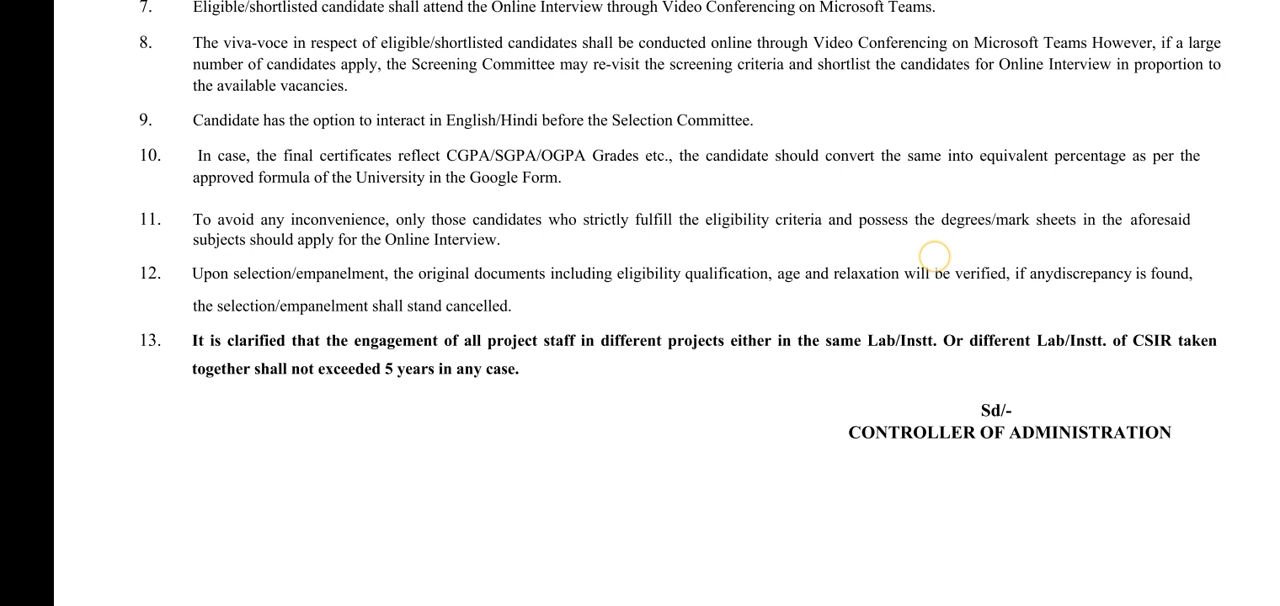 7. Eligible/shortlisted candidate shall attend the Online Interview through Video Conferencing on Microsoft Teams.
8. The viva-voce in respect of eligible/shortlisted candidates shall be conducted online through Video Conferencing on Microsoft Teams However, if a large
number of candidates apply, the Screening Committee may re-visit the screening criteria and shortlist the candidates for Online Interview in proportion to
the available vacancies.
9. Candidate has the option to interact in English/Hindi before the Selection Committee.
10. In case, the final certificates reflect CGPA/SGPA/OGPA Grades etc., the candidate should convert the same into equivalent percentage as per the
approved formula of the University in the Google Form.
11. To avoid any inconvenience, only those candidates who strictly fulfill the eligibility criteria and possess the degrees/mark sheets in the aforesaid
subjects should apply for the Online Interview.
12. Upon selection/empanelment, the original documents including eligibility qualification, age and relaxation will be verified, if anydiscrepancy is found,
the selection/empanelment shall stand cancelled.
13. It is clarified that the engagement of all project staff in different projects either in the same Lab/Instt. Or different Lab/Instt. of CSIR taken
together shall not exceeded 5 years in any case.
Sd/-
CONTROLLER OF ADMINISTRATION